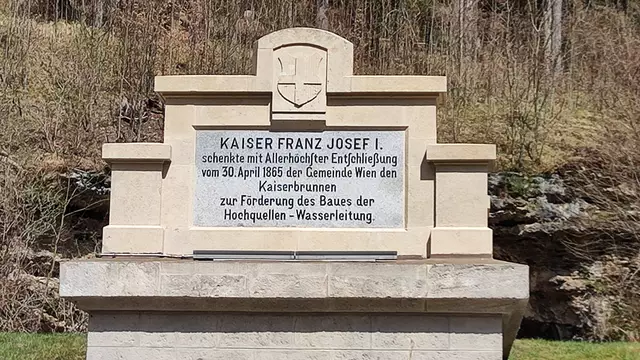 KAISER FRANZ JOSEF I.
schenkte mit Allerhöchster Entschließung
vom 30. April 1865 der Gemeinde Wien den
Kaiserbrunnen
zur Förderung des Baues der
Hochquellen-Wasserleitung.